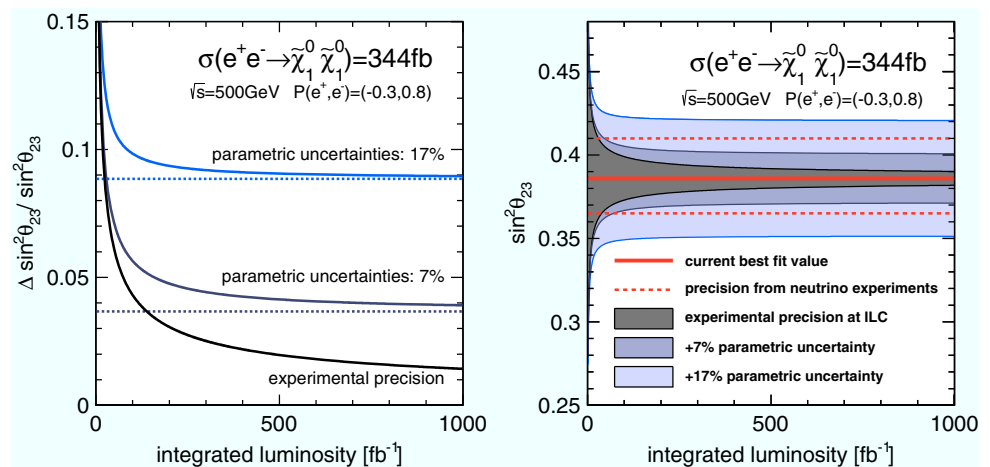 σ(e⁺e⁻→χ̃₁⁰ χ̃₁⁰)=344fb
√s=500GeV P(e⁺,e⁻)=(-0.3,0.8)
0.15
0.1
0.05
0
Δ sin²θ₂₃/ sin²θ₂₃
parametric uncertainties: 17%
parametric uncertainties: 7%
experimental precision
0 500 1000
integrated luminosity [fb⁻¹]
σ(e⁺e⁻→χ̃₁⁰ χ̃₁⁰)=344fb
√s=500GeV P(e⁺,e⁻)=(-0.3,0.8)
0.45
0.4
0.35
0.3
0.25
sin²θ₂₃
current best fit value
precision from neutrino experiments
experimental precision at ILC
+7% parametric uncertainty
+17% parametric uncertainty
0 500 1000
integrated luminosity [fb⁻¹]